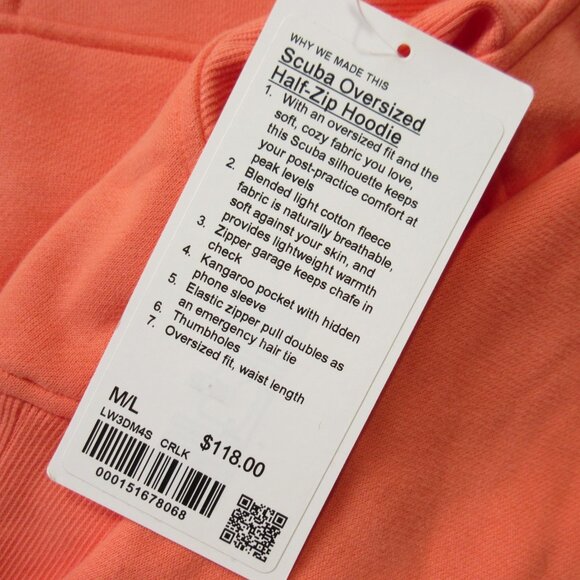 WHY WE MADE THIS
Scuba Oversized
Half-Zip Hoodie
1. With an oversized fit and the
soft, cozy fabric you love,
this Scuba silhouette keeps
your post-practice comfort at
peak levels
2. Blended light cotton fleece
fabric is naturally breathable,
soft against your skin, and
provides lightweight warmth
3. Zipper garage keeps chafe in
check
4. Kangaroo pocket with hidden
phone sleeve
5. Elastic zipper pull doubles as
an emergency hair tie
6. Thumbholes
7. Oversized fit, waist length
M/L
LW3DM4S CRLK $118.00
000151678068